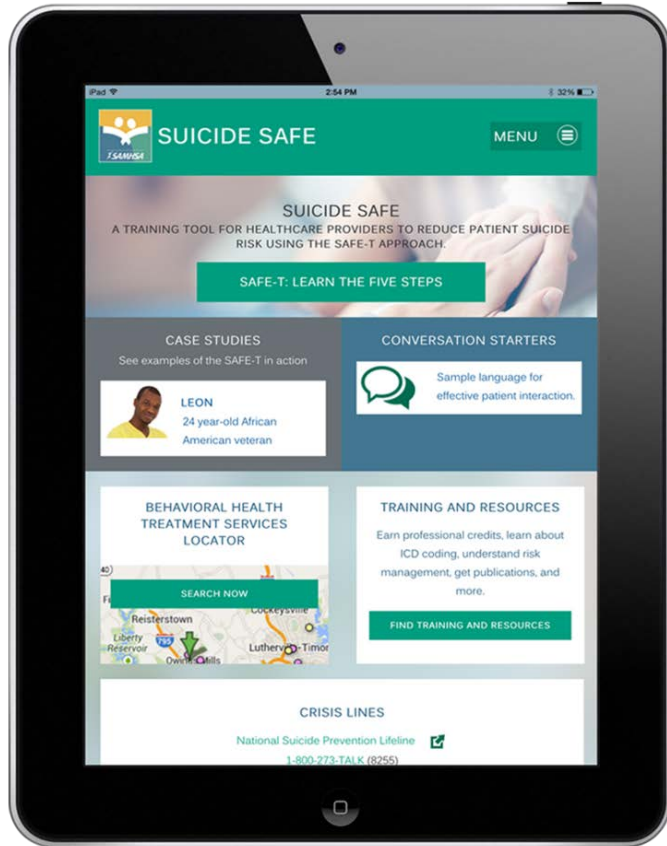 iPad
2:54 PM
32%
SAMHSA
SUICIDE SAFE
MENU
SUICIDE SAFE
A TRAINING TOOL FOR HEALTHCARE PROVIDERS TO REDUCE PATIENT SUICIDE
RISK USING THE SAFE-T APPROACH.
SAFE-T: LEARN THE FIVE STEPS
CASE STUDIES
See examples of the SAFE-T in action
LEON
24 year-old African
American veteran
CONVERSATION STARTERS
Sample language for
effective patient interaction.
BEHAVIORAL HEALTH
TREATMENT SERVICES
LOCATOR
40
SEARCH NOW
Cockeysville
Reisterstown
Liberty
Reservoir
795
Owings Mills
Lutherville-Timor
TRAINING AND RESOURCES
Earn professional credits, learn about
ICD coding, understand risk
management, get publications, and
more.
FIND TRAINING AND RESOURCES
CRISIS LINES
National Suicide Prevention Lifeline
1-800-273-TALK (8255)